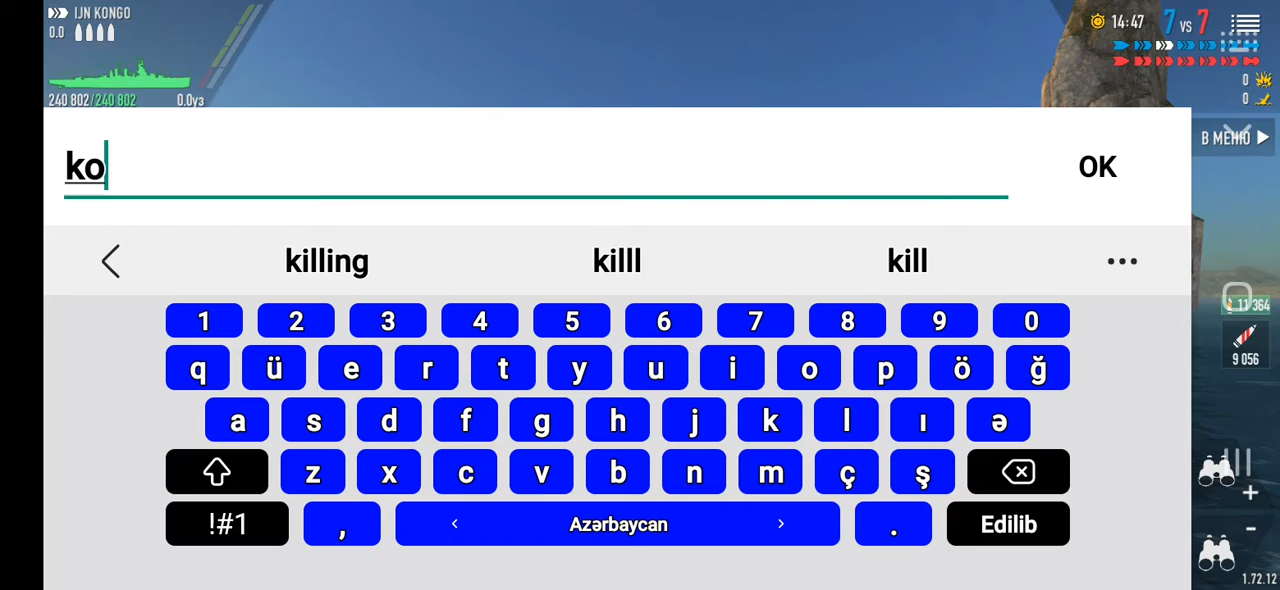 IJN KONGO
0.0
240 802/240 802 0.0уз
14:47 7 VS 7
0
0
В МЕНЮ
ko
OK
killing killl kill
1 2 3 4 5 6 7 8 9 0
q ü e r t y u i o p ö ğ
a s d f g h j k l ı ə
z x c v b n m ç ş
!#1 , < Azərbaycan > . Edilib
11 364
9 056
+
-
1.72.12